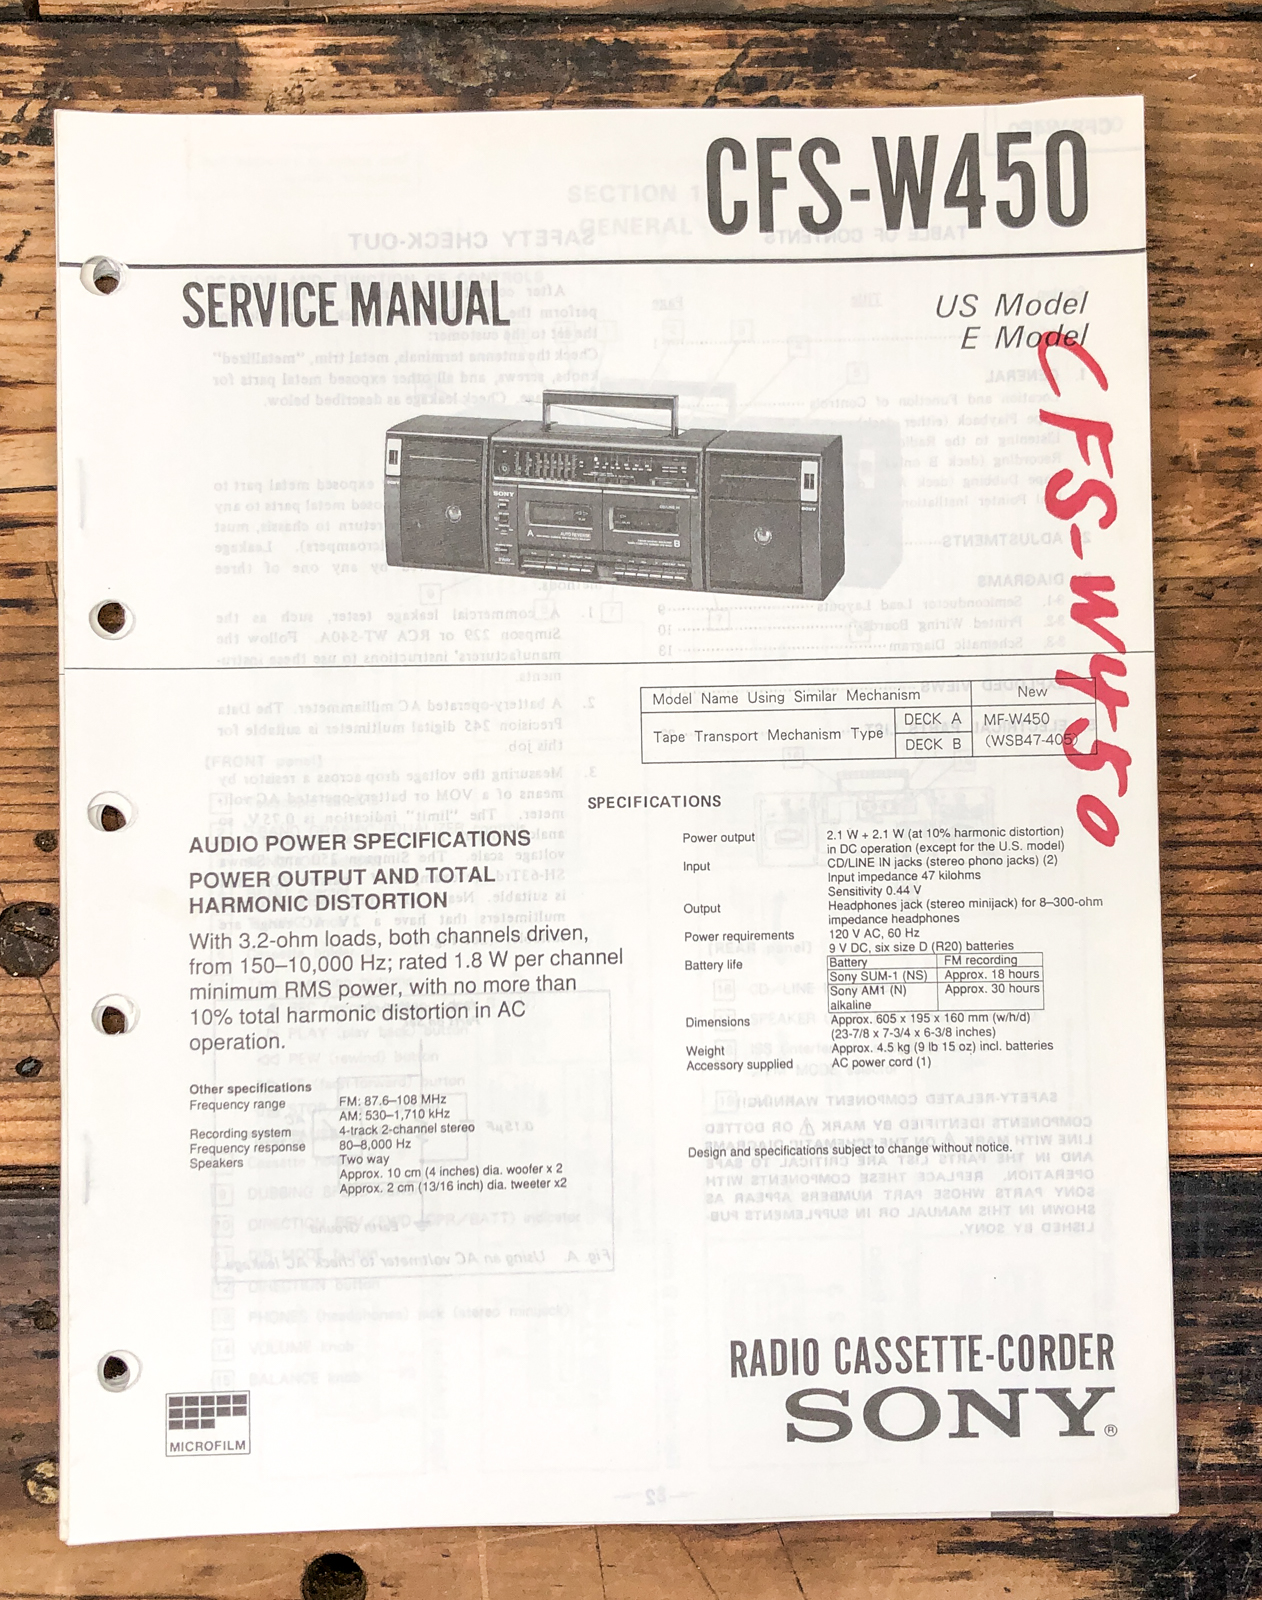 CFS-W450
SERVICE MANUAL
US Model
E Model
CFS-W450
SONY
A
AUTO REVERSE
B
SONY
Model Name Using Similar Mechanism New
Tape Transport Mechanism Type DECK A MF-W450
DECK B (WSB47-405)
SPECIFICATIONS
AUDIO POWER SPECIFICATIONS
POWER OUTPUT AND TOTAL
HARMONIC DISTORTION
With 3.2-ohm loads, both channels driven,
from 150–10,000 Hz; rated 1.8 W per channel
minimum RMS power, with no more than
10% total harmonic distortion in AC
operation.
Other specifications
Frequency range FM: 87.6–108 MHz
AM: 530–1,710 kHz
Recording system 4-track 2-channel stereo
Frequency response 80–8,000 Hz
Speakers Two way
Approx. 10 cm (4 inches) dia. woofer x 2
Approx. 2 cm (13/16 inch) dia. tweeter x2
Power output 2.1 W + 2.1 W (at 10% harmonic distortion)
in DC operation (except for the U.S. model)
Input CD/LINE IN jacks (stereo phono jacks) (2)
Input impedance 47 kilohms
Sensitivity 0.44 V
Output Headphones jack (stereo minijack) for 8–300-ohm
impedance headphones
Power requirements 120 V AC, 60 Hz
9 V DC, six size D (R20) batteries
Battery life Battery FM recording
Sony SUM-1 (NS) Approx. 18 hours
Sony AM1 (N) Approx. 30 hours
alkaline
Dimensions Approx. 605 x 195 x 160 mm (w/h/d)
(23-7/8 x 7-3/4 x 6-3/8 inches)
Weight Approx. 4.5 kg (9 lb 15 oz) incl. batteries
Accessory supplied AC power cord (1)
Design and specifications subject to change without notice.
RADIO CASSETTE-CORDER
SONY®
MICROFILM